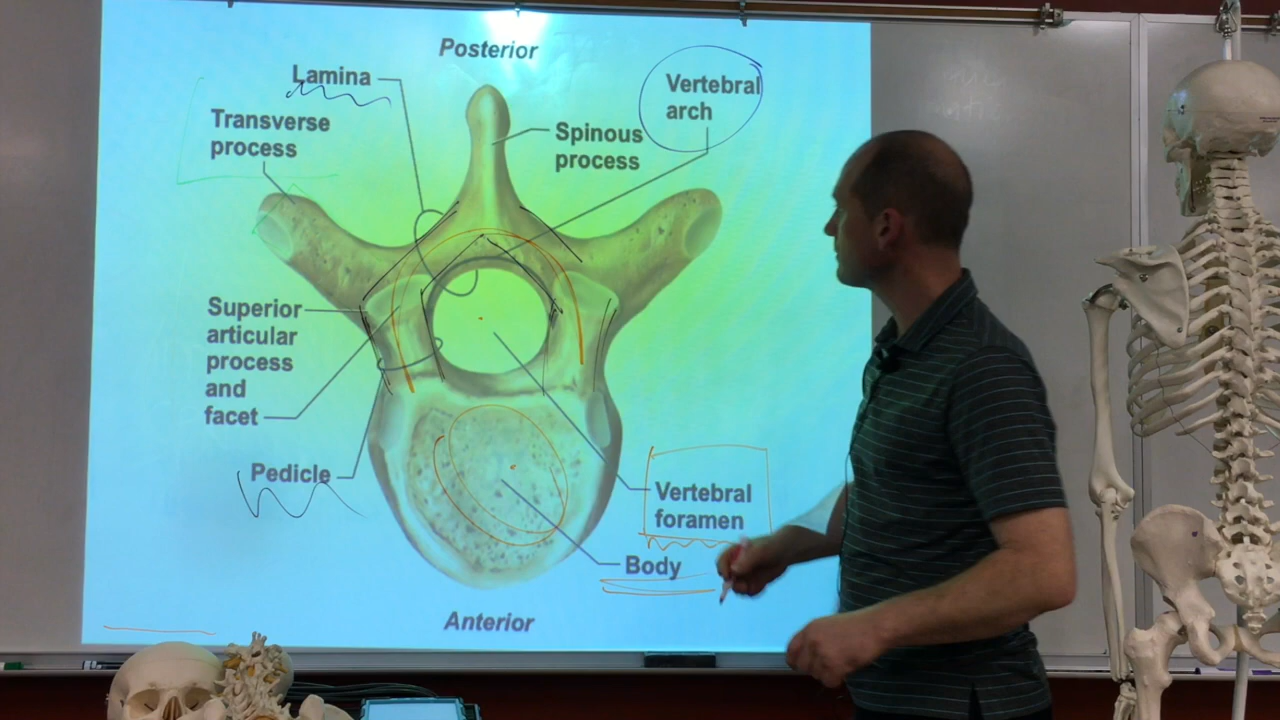 Posterior
Lamina
Vertebral
arch
Transverse
process
Spinous
process
Superior
articular
process
and
facet
Pedicle
Vertebral
foramen
Body
Anterior